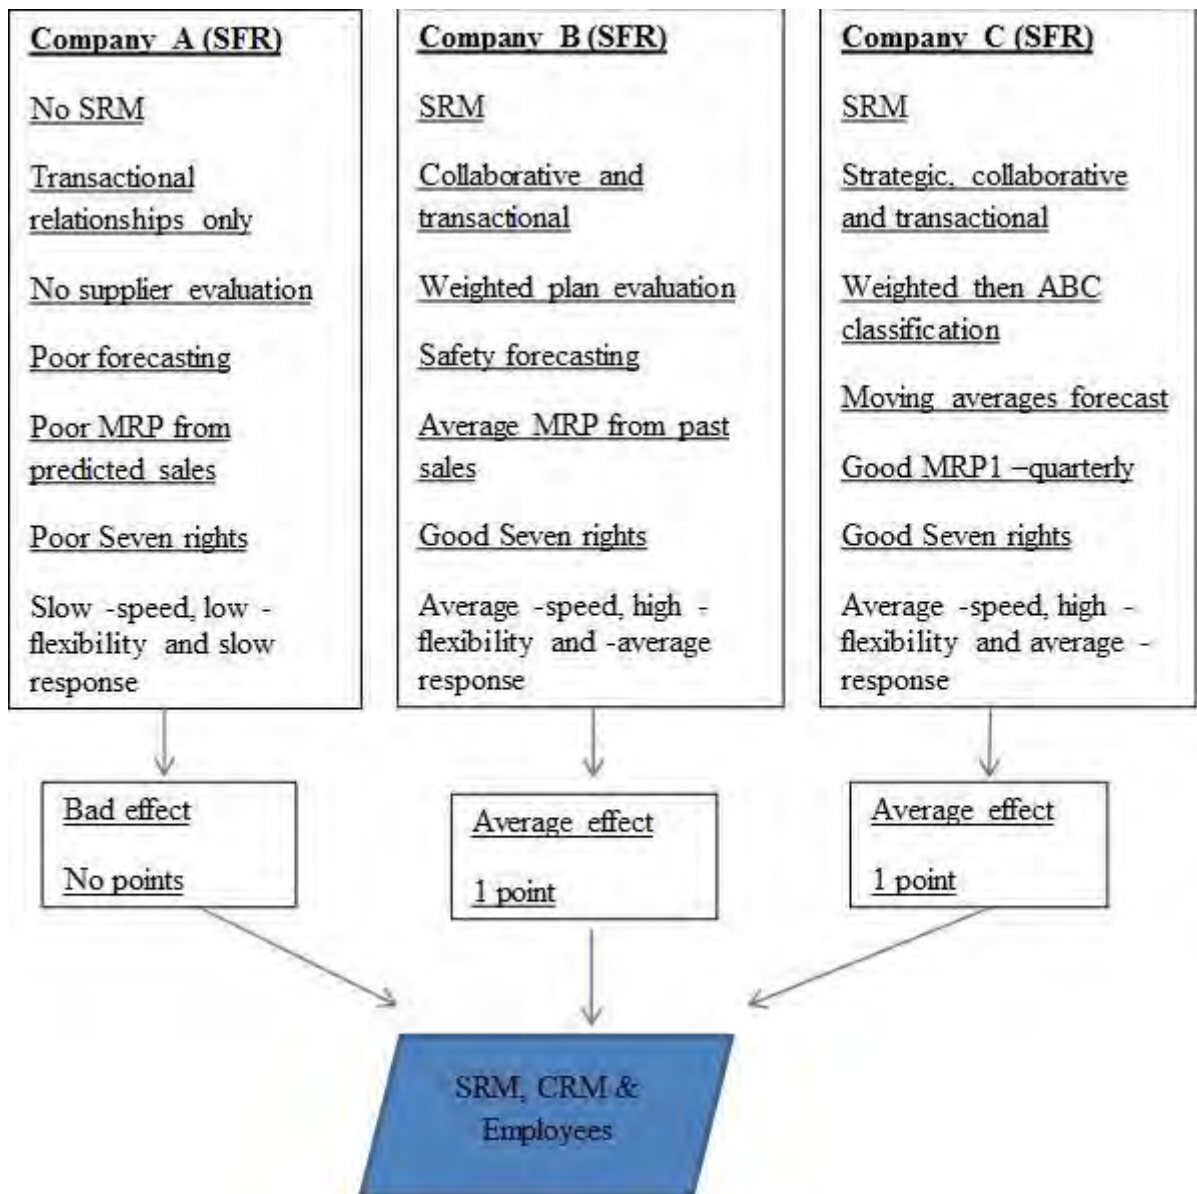 Company A (SFR)
No SRM
Transactional
relationships only
No supplier evaluation
Poor forecasting
Poor MRP from
predicted sales
Poor Seven rights
Slow -speed, low -
flexibility and slow
response
Company B (SFR)
SRM
Collaborative and
transactional
Weighted plan evaluation
Safety forecasting
Average MRP from past
sales
Good Seven rights
Average -speed, high -
flexibility and -average
response
Company C (SFR)
SRM
Strategic, collaborative
and transactional
Weighted then ABC
classification
Moving averages forecast
Good MRP1 –quarterly
Good Seven rights
Average -speed, high -
flexibility and average -
response
Bad effect
No points
Average effect
1 point
Average effect
1 point
SRM, CRM &
Employees